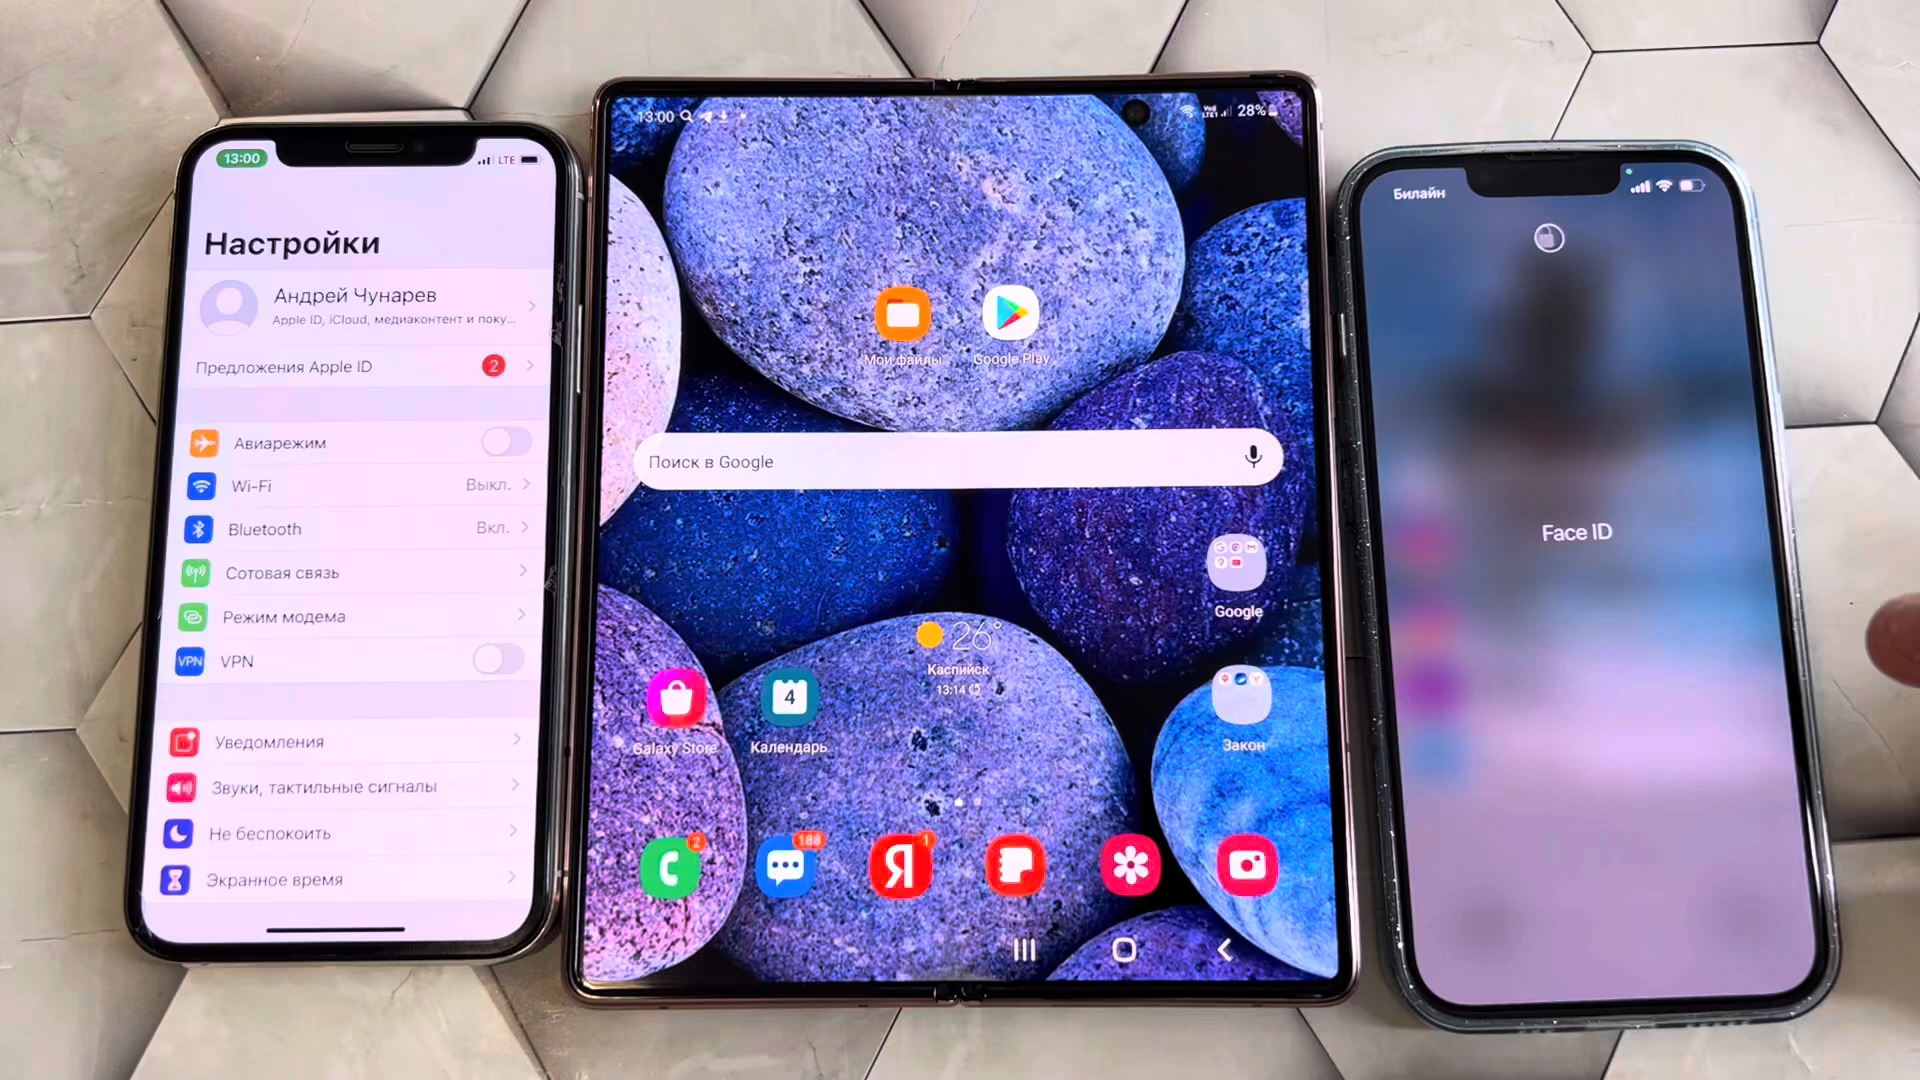 13:00
LTE
Настройки
Андрей Чунарев
Apple ID, iCloud, медиаконтент и поку...
Предложения Apple ID
2
Авиарежим
Wi-Fi
Выкл.
Bluetooth
Вкл.
Сотовая связь
Режим модема
VPN
VPN
Уведомления
Звуки, тактильные сигналы
Не беспокоить
Экранное время
13:00
28%
Мои файлы
Google Play
Поиск в Google
Google
26°
Каспийск
13:14
4
Galaxy Store
Календарь
Закон
2
188
Я
1
Билайн
Face ID